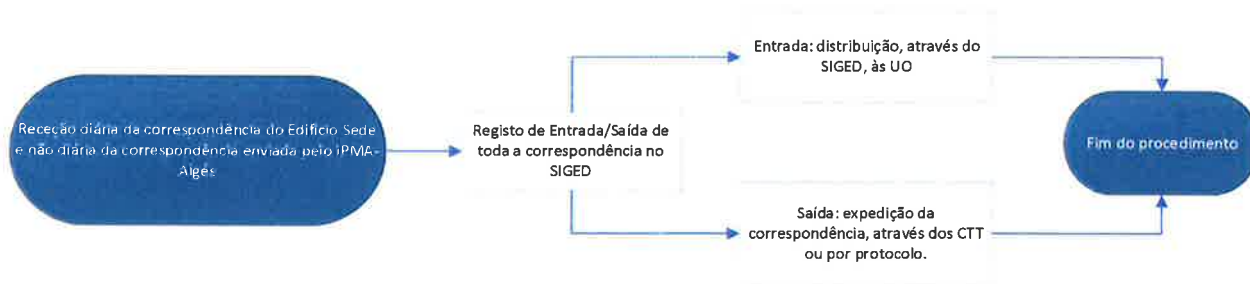 Receção diária da correspondência do Edifício Sede
e não diária da correspondência enviada pelo IPMA-
Algés
Registo de Entrada/Saída de
toda a correspondência no
SIGED
Entrada: distribuição, através do
SIGED, às UO
Saída: expedição da
correspondência, através dos CTT
ou por protocolo.
Fim do procedimento